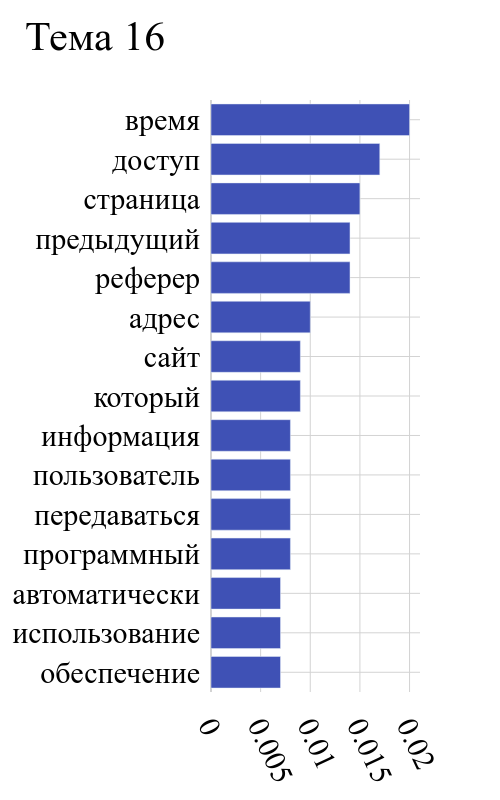 Тема 16
время
доступ
страница
предыдущий
реферер
адрес
сайт
который
информация
пользователь
передаваться
программный
автоматически
использование
обеспечение
0
0.005
0.01
0.015
0.02